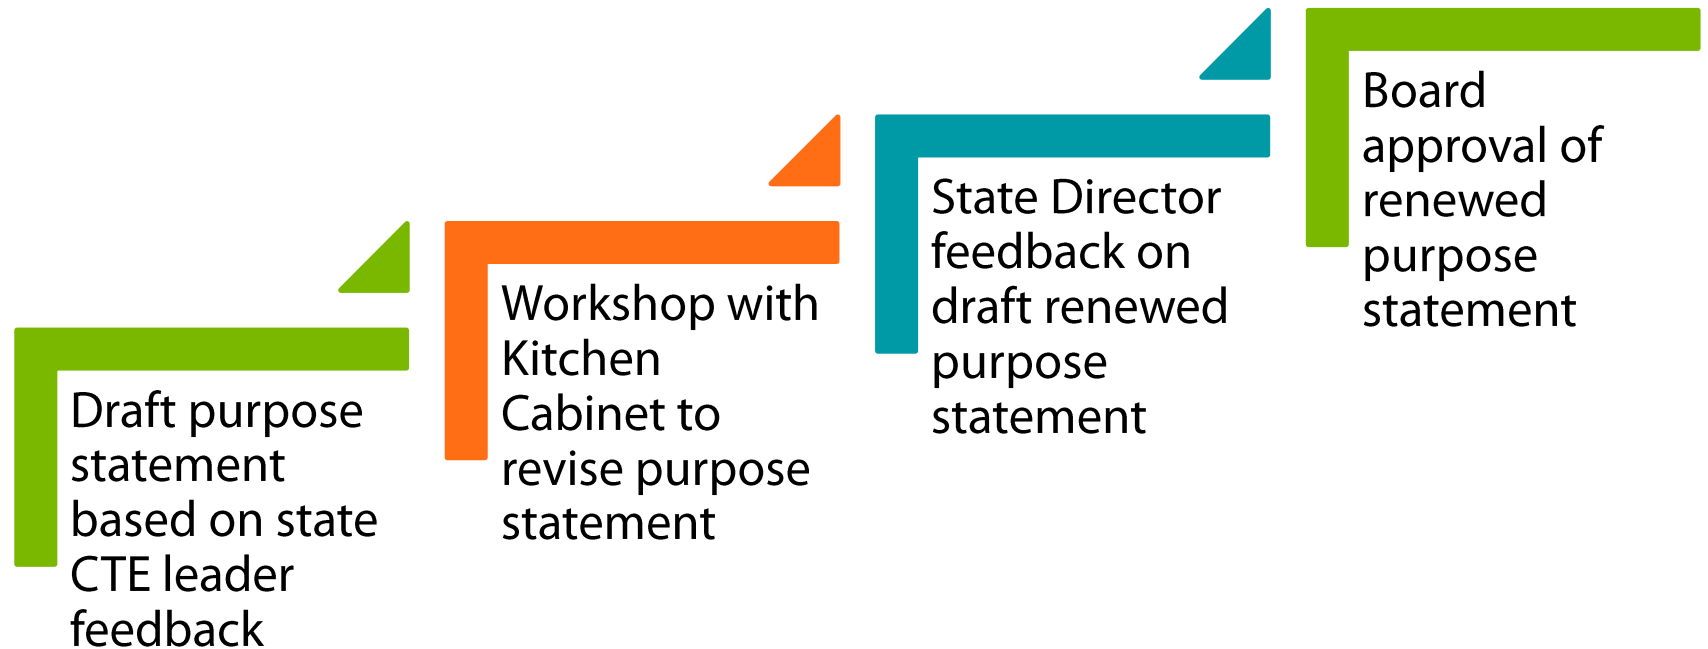 Draft purpose
statement
based on state
CTE leader
feedback
Workshop with
Kitchen
Cabinet to
revise purpose
statement
State Director
feedback on
draft renewed
purpose
statement
Board
approval of
renewed
purpose
statement